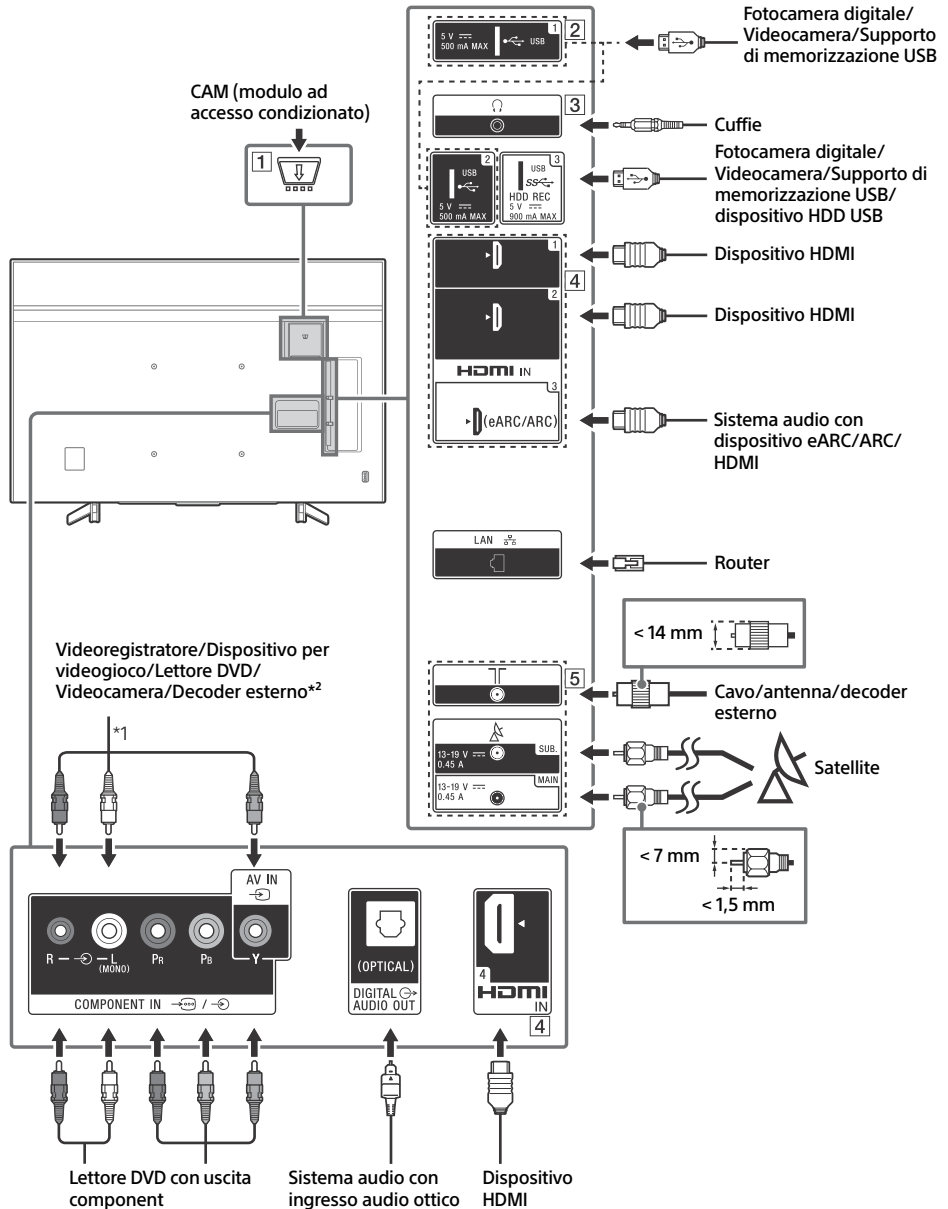 Fotocamera digitale/
Videocamera/Supporto
di memorizzazione USB
5 V
500 mA MAX
USB
1
2
CAM (modulo ad
accesso condizionato)
1
3
Cuffie
2
USB
5 V
500 mA MAX
3
USB
SS
HDD REC
5 V
900 mA MAX
Fotocamera digitale/
Videocamera/Supporto di
memorizzazione USB/
dispositivo HDD USB
1
Dispositivo HDMI
4
2
Dispositivo HDMI
HDMI IN
3
(eARC/ARC)
Sistema audio con
dispositivo eARC/ARC/
HDMI
LAN
Router
< 14 mm
Videoregistratore/Dispositivo per
videogioco/Lettore DVD/
Videocamera/Decoder esterno*2
*1
5
Cavo/antenna/decoder
esterno
13-19 V
0.45 A
SUB.
13-19 V
0.45 A
MAIN
Satellite
< 7 mm
< 1,5 mm
AV IN
R
L
(MONO)
PR
PB
Y
COMPONENT IN /
(OPTICAL)
DIGITAL
AUDIO OUT
4
HDMI
IN
4
Lettore DVD con uscita
component
Sistema audio con
ingresso audio ottico
Dispositivo
HDMI